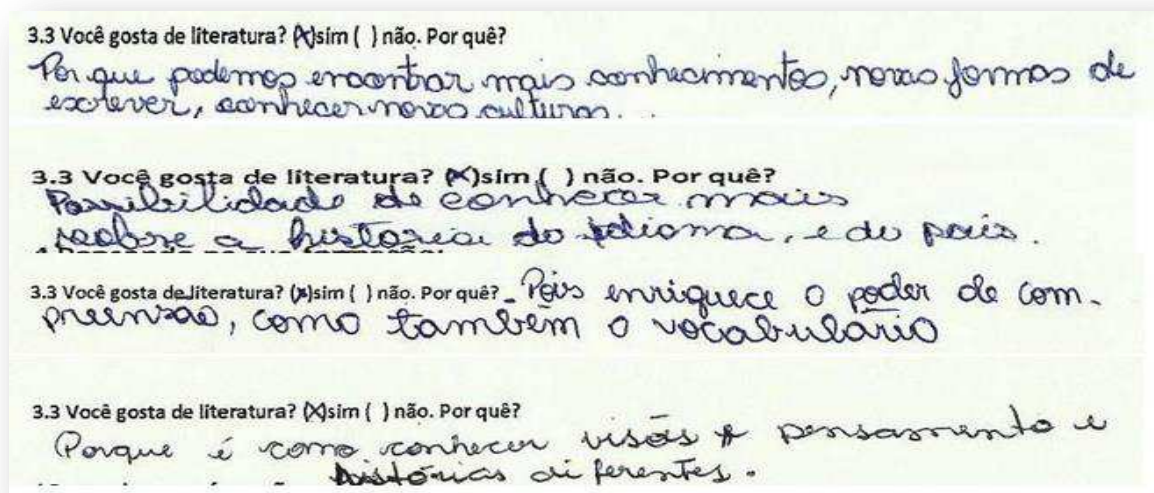 3.3 Você gosta de literatura? (X)sim ( ) não. Por quê?
Por que podemos encontrar mais conhecimentos, novas formas de
escrever, conhecer novas culturas...
3.3 Você gosta de literatura? (X)sim ( ) não. Por quê?
Possibilidade de conhecer mais
sobre a historia do idioma, e do pais.
3.3 Você gosta de literatura? (x)sim ( ) não. Por quê? Pois enriquece o poder de com-
preensão, como também o vocabulário
3.3 Você gosta de literatura? (X)sim ( ) não. Por quê?
Porque é como conhecer visões pensamento e
histórias diferentes.